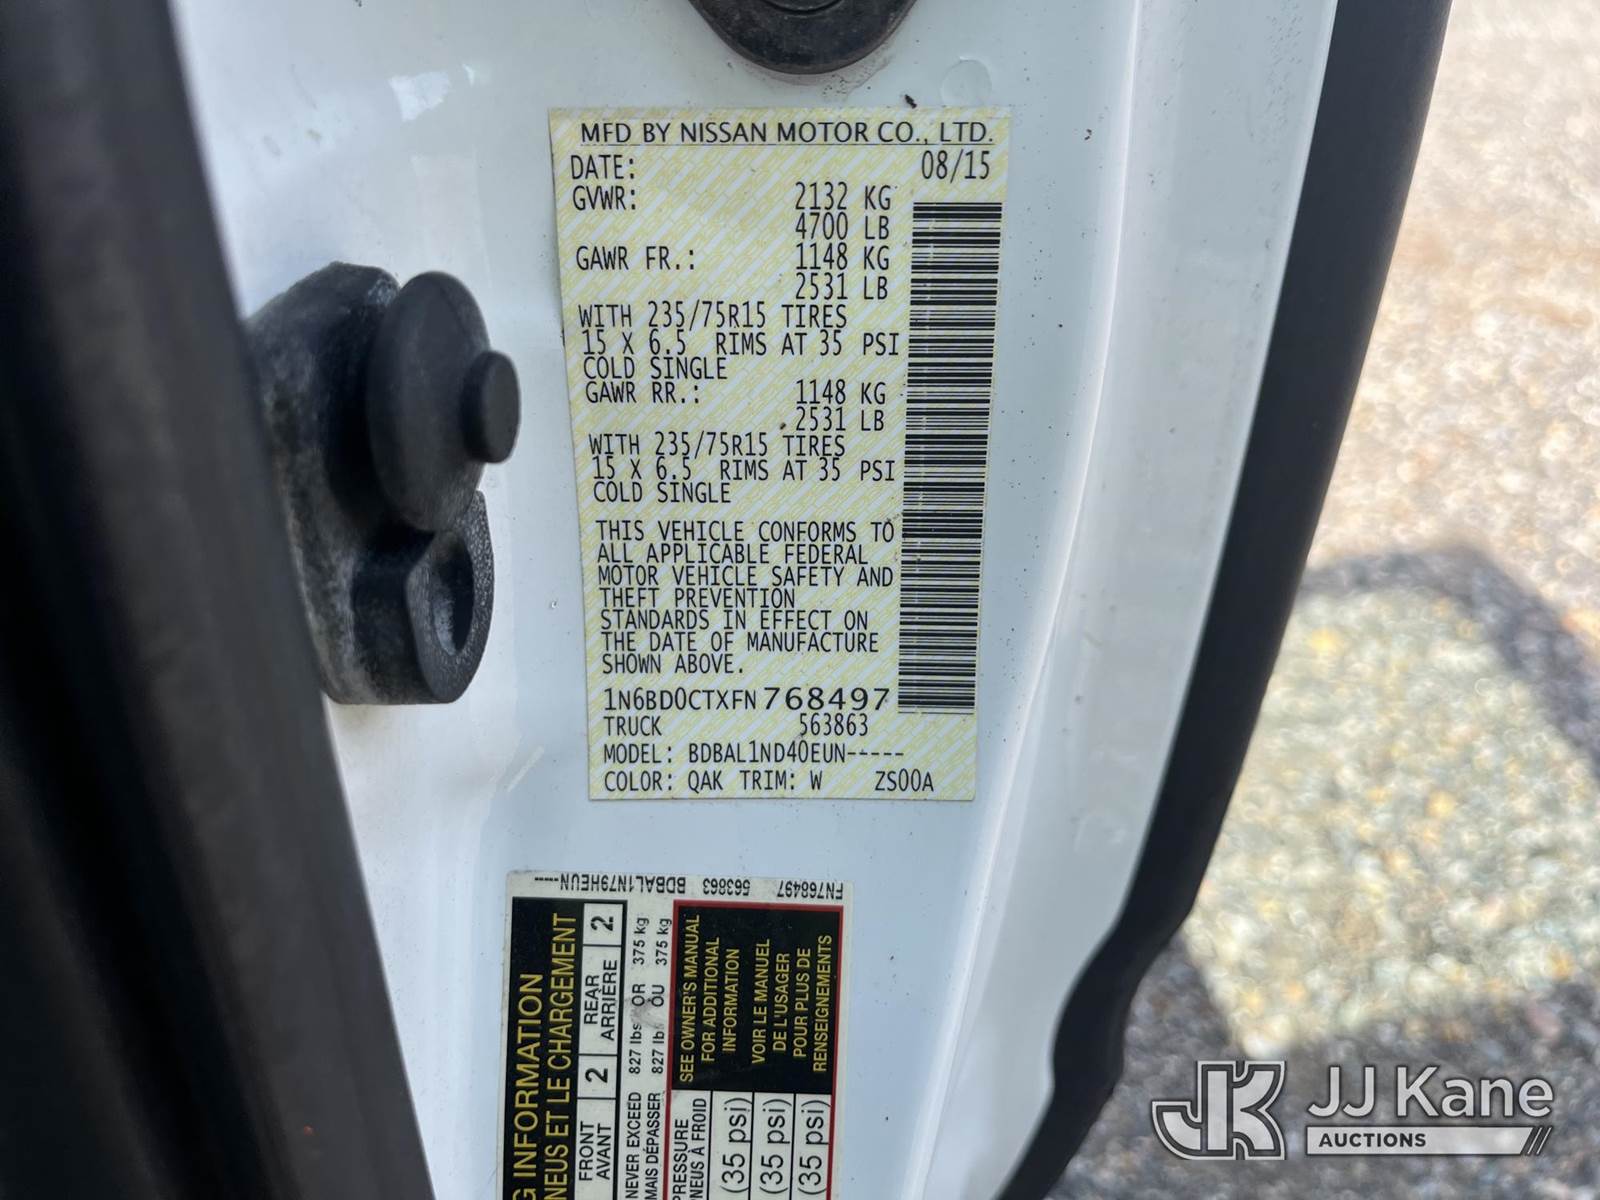 MFD BY NISSAN MOTOR CO., LTD.
DATE: 08/15
GVWR: 2132 KG
4700 LB
GAWR FR.: 1148 KG
2531 LB
WITH 235/75R15 TIRES
15 X 6.5 RIMS AT 35 PSI
COLD SINGLE
GAWR RR.: 1148 KG
2531 LB
WITH 235/75R15 TIRES
15 X 6.5 RIMS AT 35 PSI
COLD SINGLE
THIS VEHICLE CONFORMS TO
ALL APPLICABLE FEDERAL
MOTOR VEHICLE SAFETY AND
THEFT PREVENTION
STANDARDS IN EFFECT ON
THE DATE OF MANUFACTURE
SHOWN ABOVE.
1N6BD0CTXFN768497
TRUCK 563863
MODEL: BDBAL1ND40EUN-----
COLOR: QAK TRIM: W ZS00A
FN768497 563863 BDBAL1N79HEUN----
INFORMATION
ET LE CHARGEMENT
FRONT 2 REAR 2
AVANT ARRIÈRE
NEVER EXCEED 827 lbs OR 375 kg
MAIS DÉPASSER 827 lb OU 375 kg
SEE OWNER'S MANUAL
FOR ADDITIONAL
INFORMATION
VOIR LE MANUEL
DE L'USAGER
POUR PLUS DE
RENSEIGNEMENTS
PRESSURE
À FROID
(35 psi)
(35 psi)
(35 psi)
JK JJ Kane
AUCTIONS